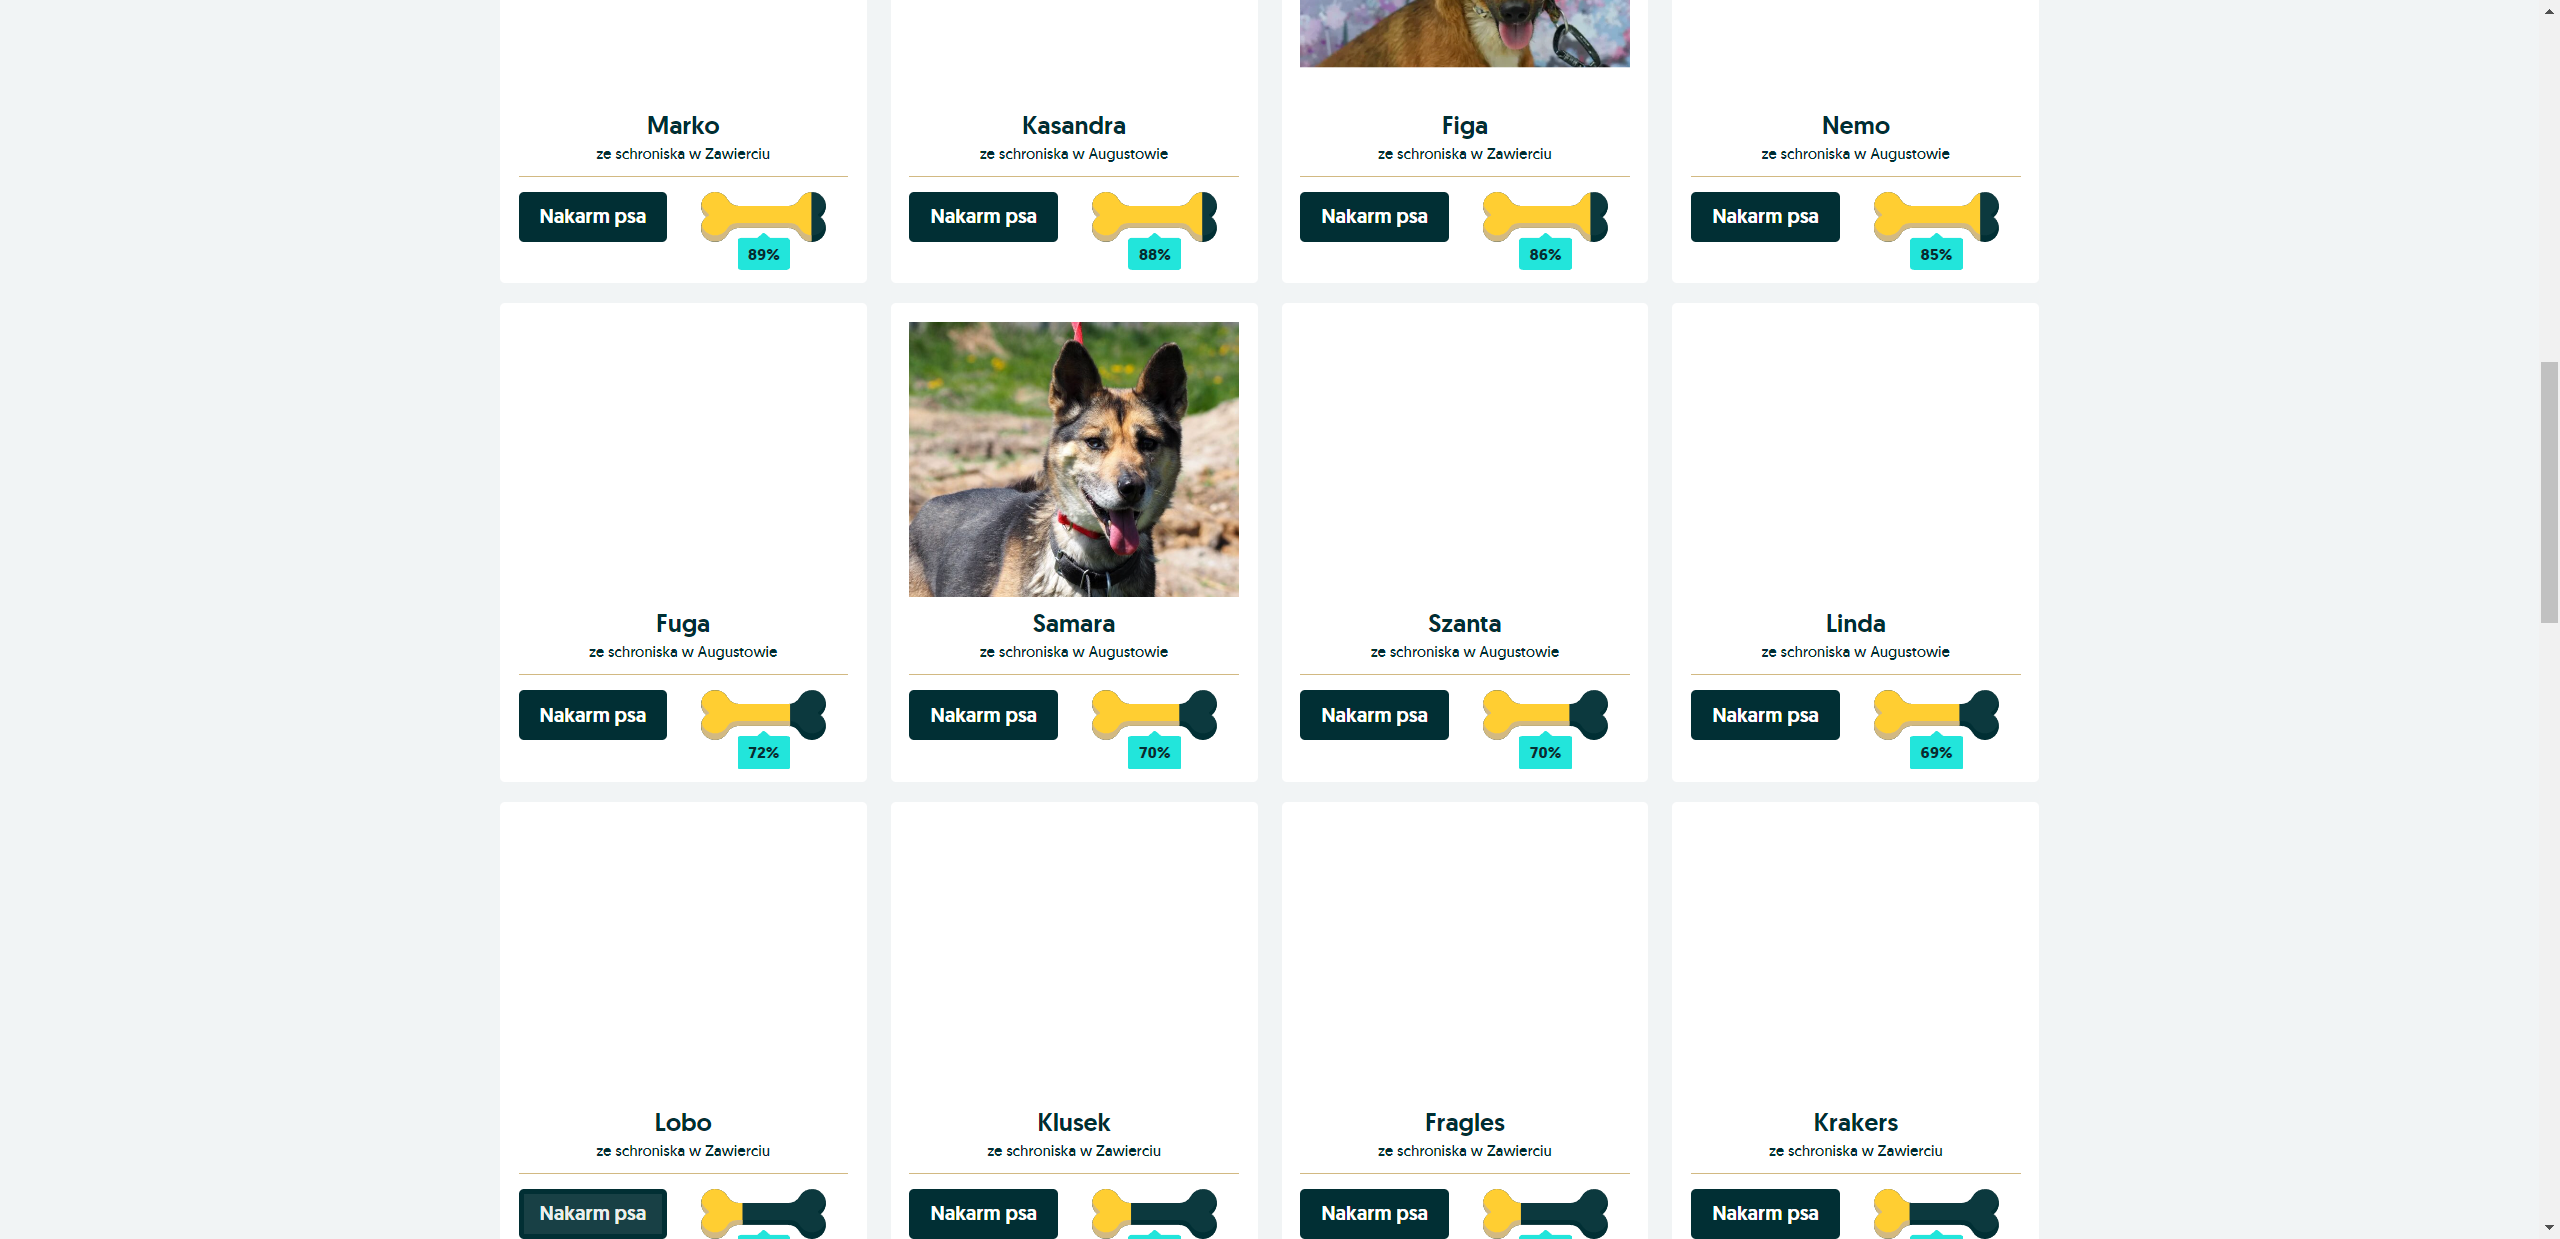 Marko
ze schroniska w Zawierciu
Nakarm psa
89%
Kasandra
ze schroniska w Augustowie
Nakarm psa
88%
Figa
ze schroniska w Zawierciu
Nakarm psa
86%
Nemo
ze schroniska w Augustowie
Nakarm psa
85%
Fuga
ze schroniska w Augustowie
Nakarm psa
72%
Samara
ze schroniska w Augustowie
Nakarm psa
70%
Szanta
ze schroniska w Augustowie
Nakarm psa
70%
Linda
ze schroniska w Augustowie
Nakarm psa
69%
Lobo
ze schroniska w Zawierciu
Nakarm psa
Klusek
ze schroniska w Zawierciu
Nakarm psa
Fragles
ze schroniska w Zawierciu
Nakarm psa
Krakers
ze schroniska w Zawierciu
Nakarm psa